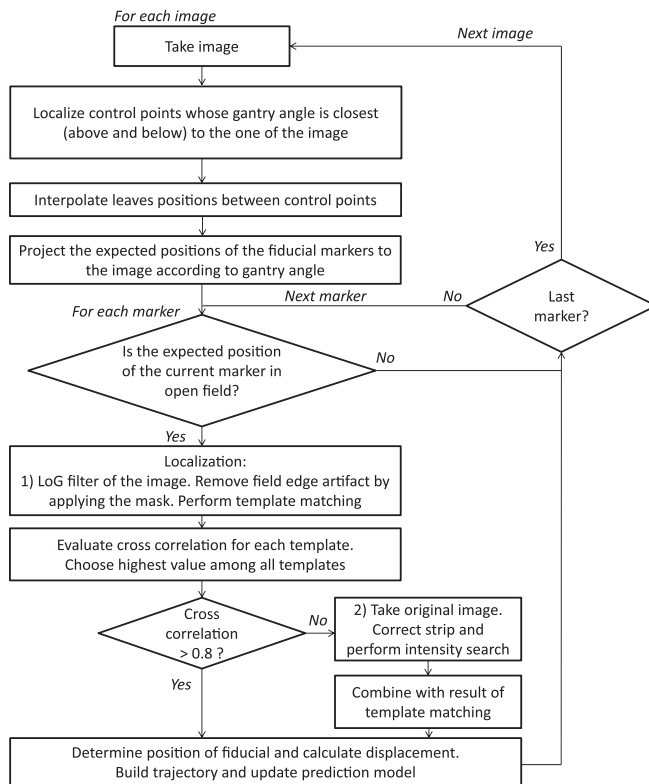 For each image
Take image
Next image
Localize control points whose gantry angle is closest
(above and below) to the one of the image
Interpolate leaves positions between control points
Project the expected positions of the fiducial markers to
the image according to gantry angle
Yes
Next marker
No
Last
marker?
For each marker
Is the expected position
of the current marker in
open field?
No
Yes
Localization:
1) LoG filter of the image. Remove field edge artifact by
applying the mask. Perform template matching
Evaluate cross correlation for each template.
Choose highest value among all templates
Cross
correlation
> 0.8 ?
No
2) Take original image.
Correct strip and
perform intensity search
Yes
Combine with result of
template matching
Determine position of fiducial and calculate displacement.
Build trajectory and update prediction model